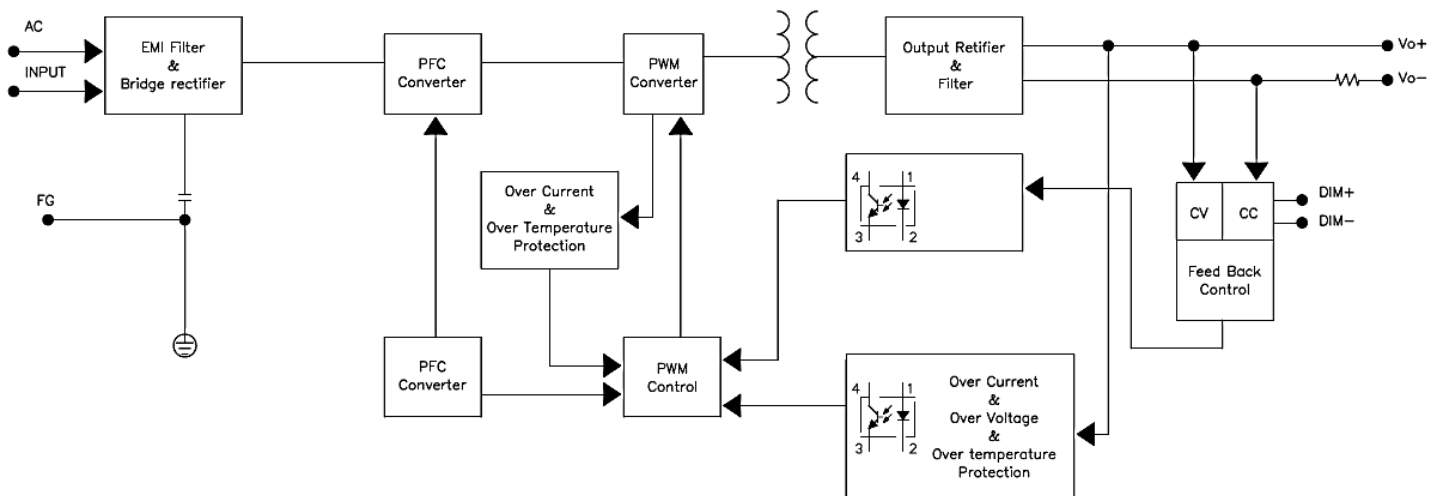 AC
INPUT
EMI Filter
&
Bridge rectifier
PFC
Converter
PWM
Converter
Output Retifier
&
Filter
Vo+
Vo−
FG
Over Current
&
Over Temperature
Protection
4
1
3
2
CV
CC
DIM+
DIM−
Feed Back
Control
PFC
Converter
PWM
Control
4
1
3
2
Over Current
&
Over Voltage
&
Over temperature
Protection